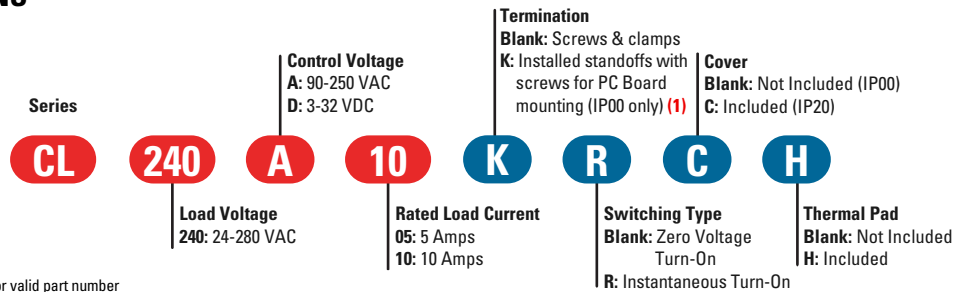 Termination
Blank: Screws & clamps
K: Installed standoffs with
screws for PC Board
mounting (IP00 only) (1)
Control Voltage
A: 90-250 VAC
D: 3-32 VDC
Cover
Blank: Not Included (IP00)
C: Included (IP20)
Series
CL 240 A 10 K R C H
Load Voltage
240: 24-280 VAC
Rated Load Current
05: 5 Amps
10: 10 Amps
Switching Type
Blank: Zero Voltage
Turn-On
R: Instantaneous Turn-On
Thermal Pad
Blank: Not Included
H: Included
valid part number